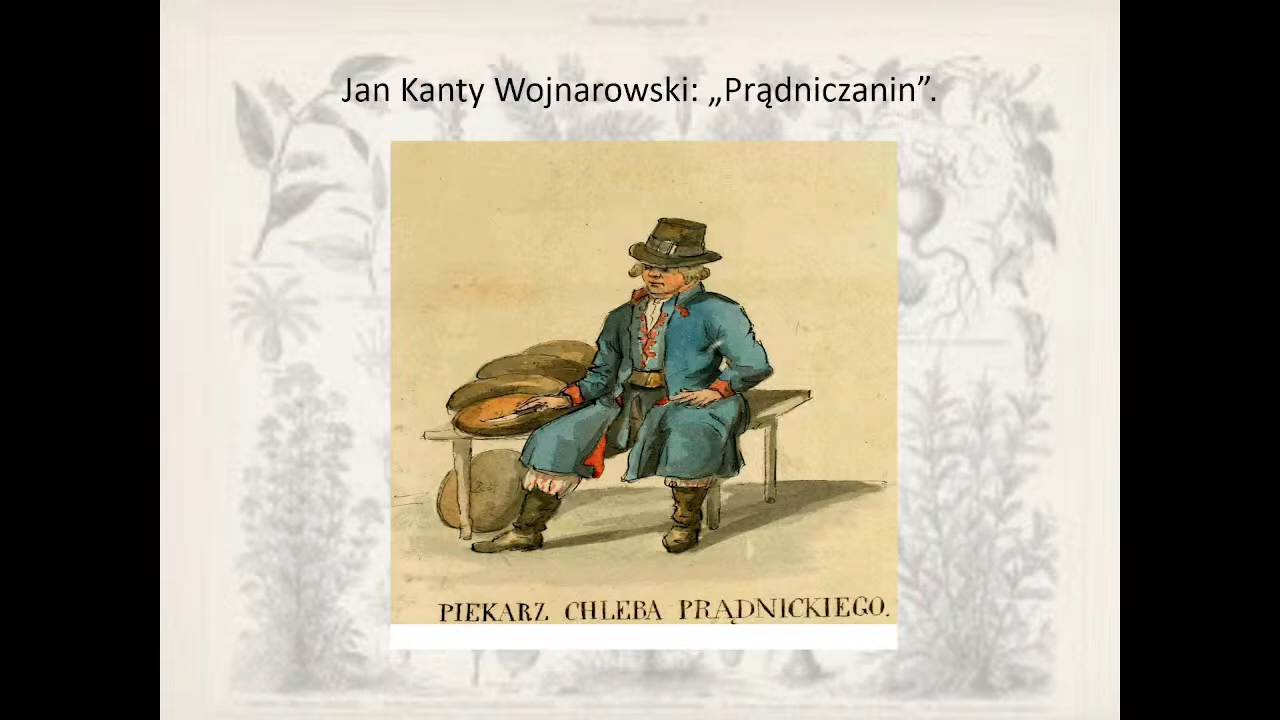 Jan Kanty Wojnarowski: „Prądniczanin”.
PIEKARZ CHLEBA PRĄDNICKIEGO.